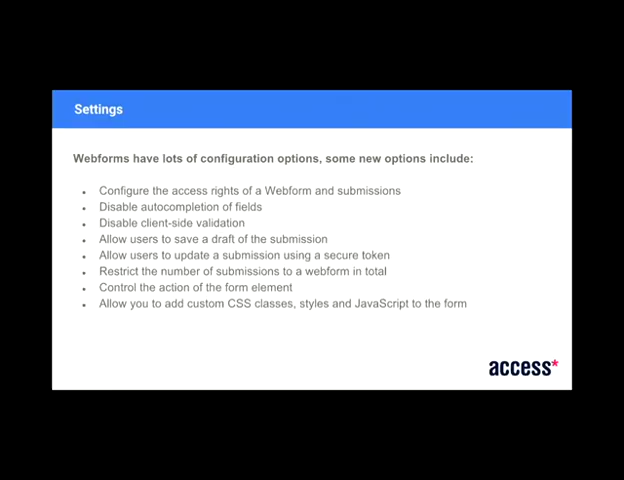 Settings
Webforms have lots of configuration options, some new options include:
• Configure the access rights of a Webform and submissions
• Disable autocompletion of fields
• Disable client-side validation
• Allow users to save a draft of the submission
• Allow users to update a submission using a secure token
• Restrict the number of submissions to a webform in total
• Control the action of the form element
• Allow you to add custom CSS classes, styles and JavaScript to the form
access*